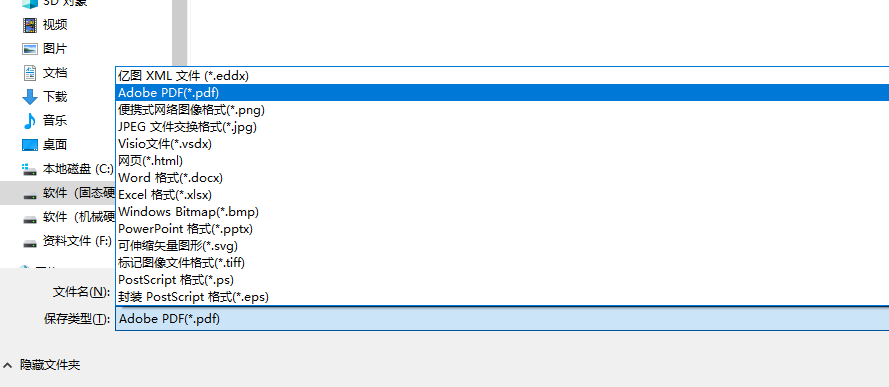 3D 对象
视频
图片
文档
下载
音乐
桌面
本地磁盘 (C:)
软件（固态硬
软件（机械硬
资料文件 (F:)
亿图 XML 文件 (*.eddx)
Adobe PDF(*.pdf)
便携式网络图像格式(*.png)
JPEG 文件交换格式(*.jpg)
Visio文件(*.vsdx)
网页(*.html)
Word 格式(*.docx)
Excel 格式(*.xlsx)
Windows Bitmap(*.bmp)
PowerPoint 格式(*.pptx)
可伸缩矢量图形(*.svg)
标记图像文件格式(*.tiff)
PostScript 格式(*.ps)
封装 PostScript 格式(*.eps)
文件名(N):
保存类型(T): Adobe PDF(*.pdf)
隐藏文件夹